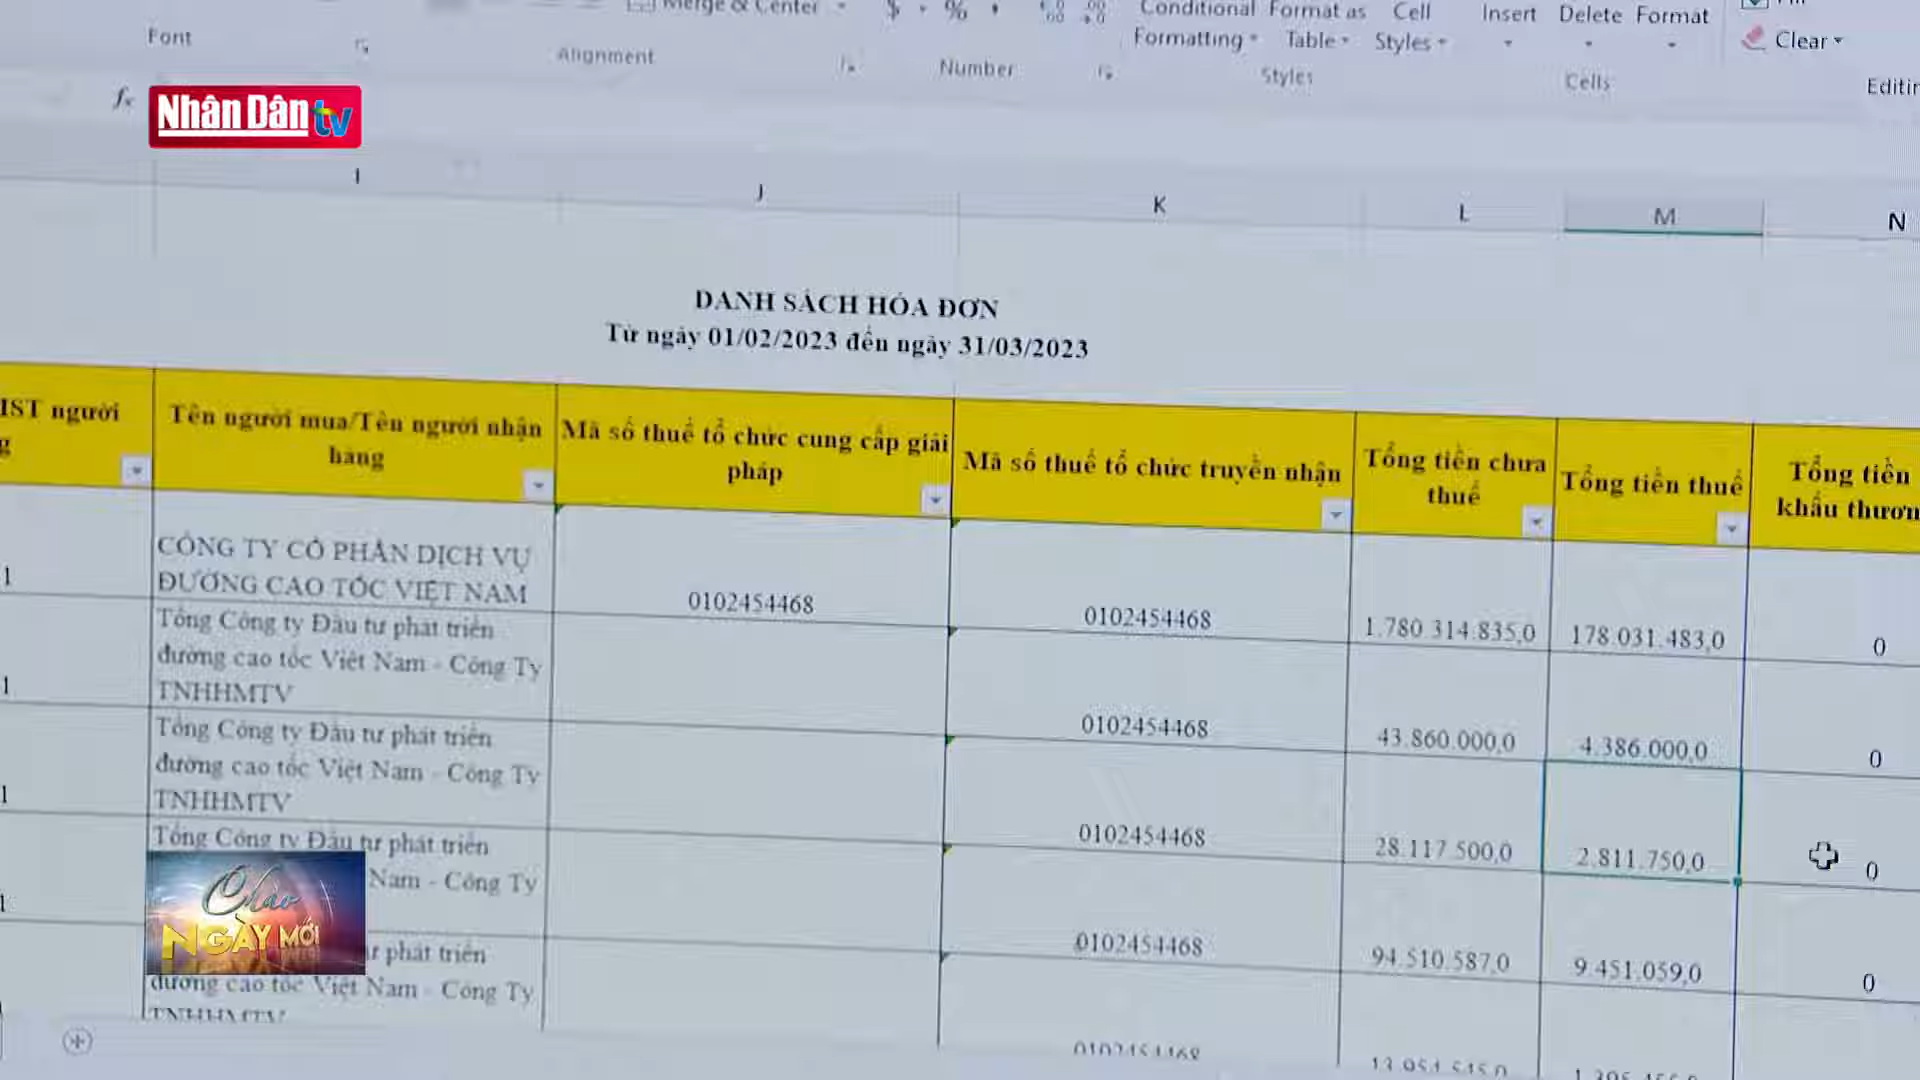 Merge & Center
$ %
Conditional
Formatting
Format as
Table
Cell
Styles
Insert
Delete
Format
Clear
Font
Alignment
Number
Styles
Cells
fx
Nhân Dân tv
I
J
K
L
M
N
DANH SÁCH HÓA ĐƠN
Từ ngày 01/02/2023 đến ngày 31/03/2023
người
Tên người mua/Tên người nhận
hàng
Mã số thuế tổ chức cung cấp giải
pháp
Mã số thuế tổ chức truyền nhận
Tổng tiền chưa
thuế
Tổng tiền thuế
Tổng tiền
khấu
1
CÔNG TY CỔ PHẦN DỊCH VỤ
ĐƯỜNG CAO TỐC VIỆT NAM
0102454468
0102454468
1.780.314.835,0
178.031.483,0
0
1
Tổng Công ty Đầu tư phát triển
đường cao tốc Việt Nam - Công Ty
TNHHMTV
0102454468
43.860.000,0
4.386.000,0
0
1
Tổng Công ty Đầu tư phát triển
đường cao tốc Việt Nam - Công Ty
TNHHMTV
0102454468
28.117.500,0
2.811.750,0
0
1
Tổng Công ty Đầu tư phát triển
Nam - Công Ty
0102454468
94.510.587,0
9.451.059,0
0
phát triển
đường cao tốc Việt Nam - Công Ty
TNHHMTV
0102454468
Chào
NGÀY MỚI